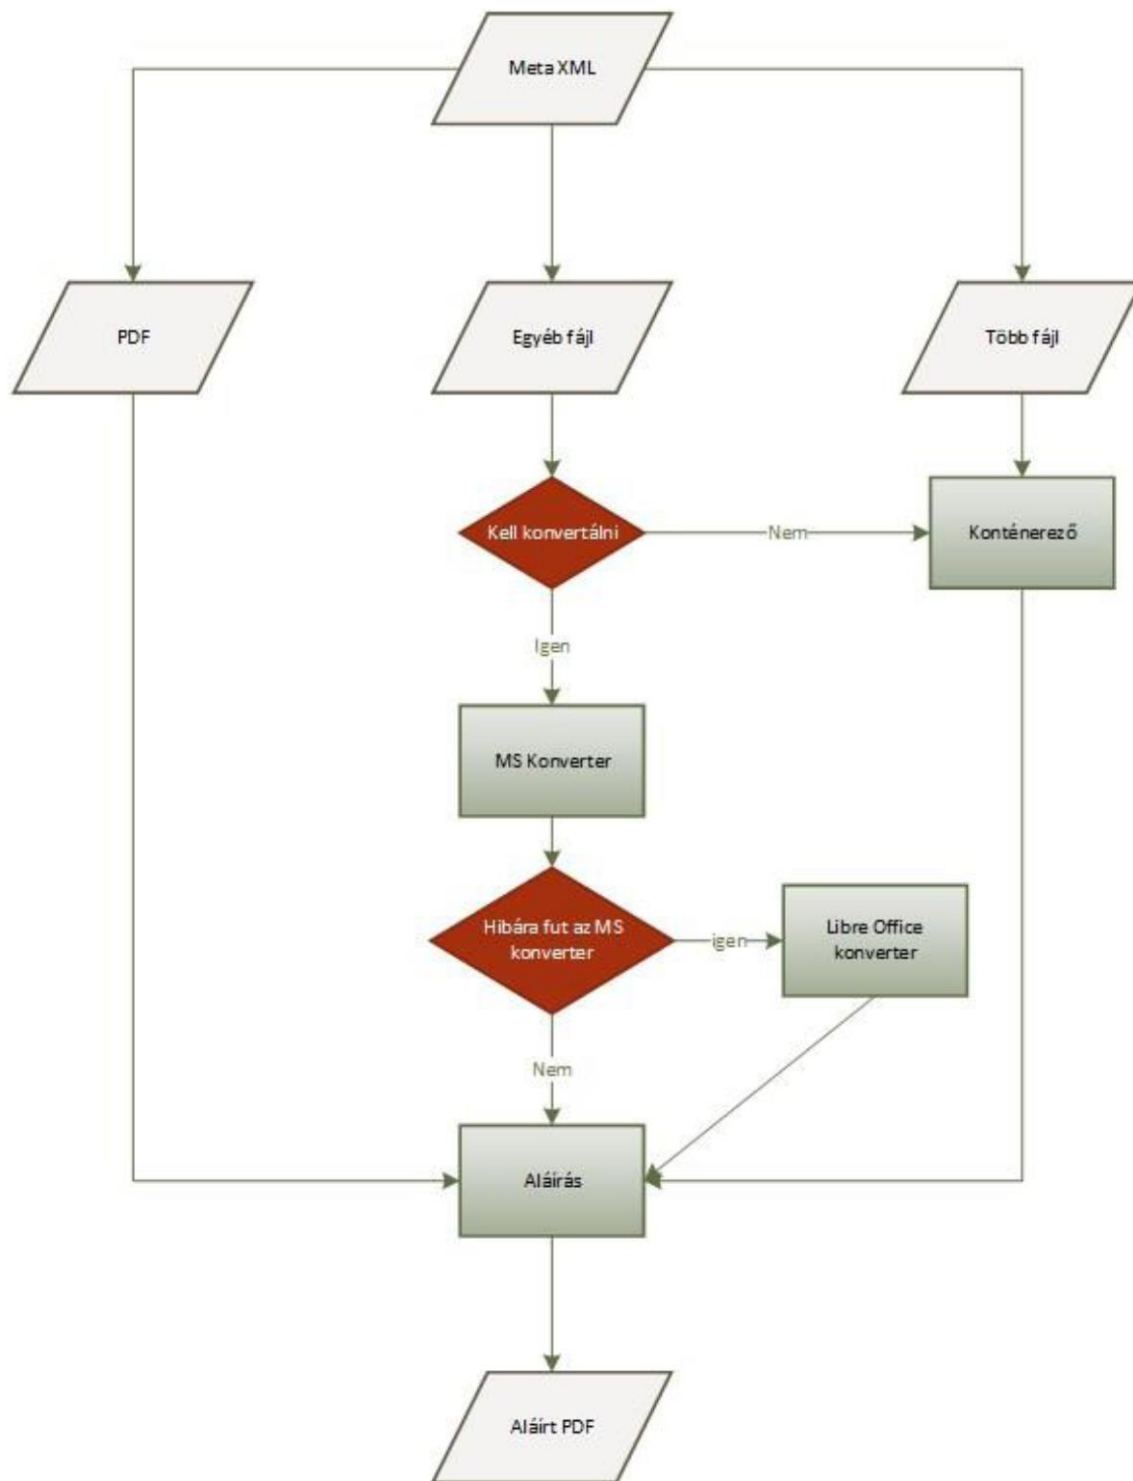 Meta XML
PDF
Egyéb fájl
Több fájl
Kell konvertálni
Nem
Konténerező
Igen
MS Konverter
Hibára fut az MS
konverter
igen
Libre Office
konverter
Nem
Aláírás
Aláírt PDF